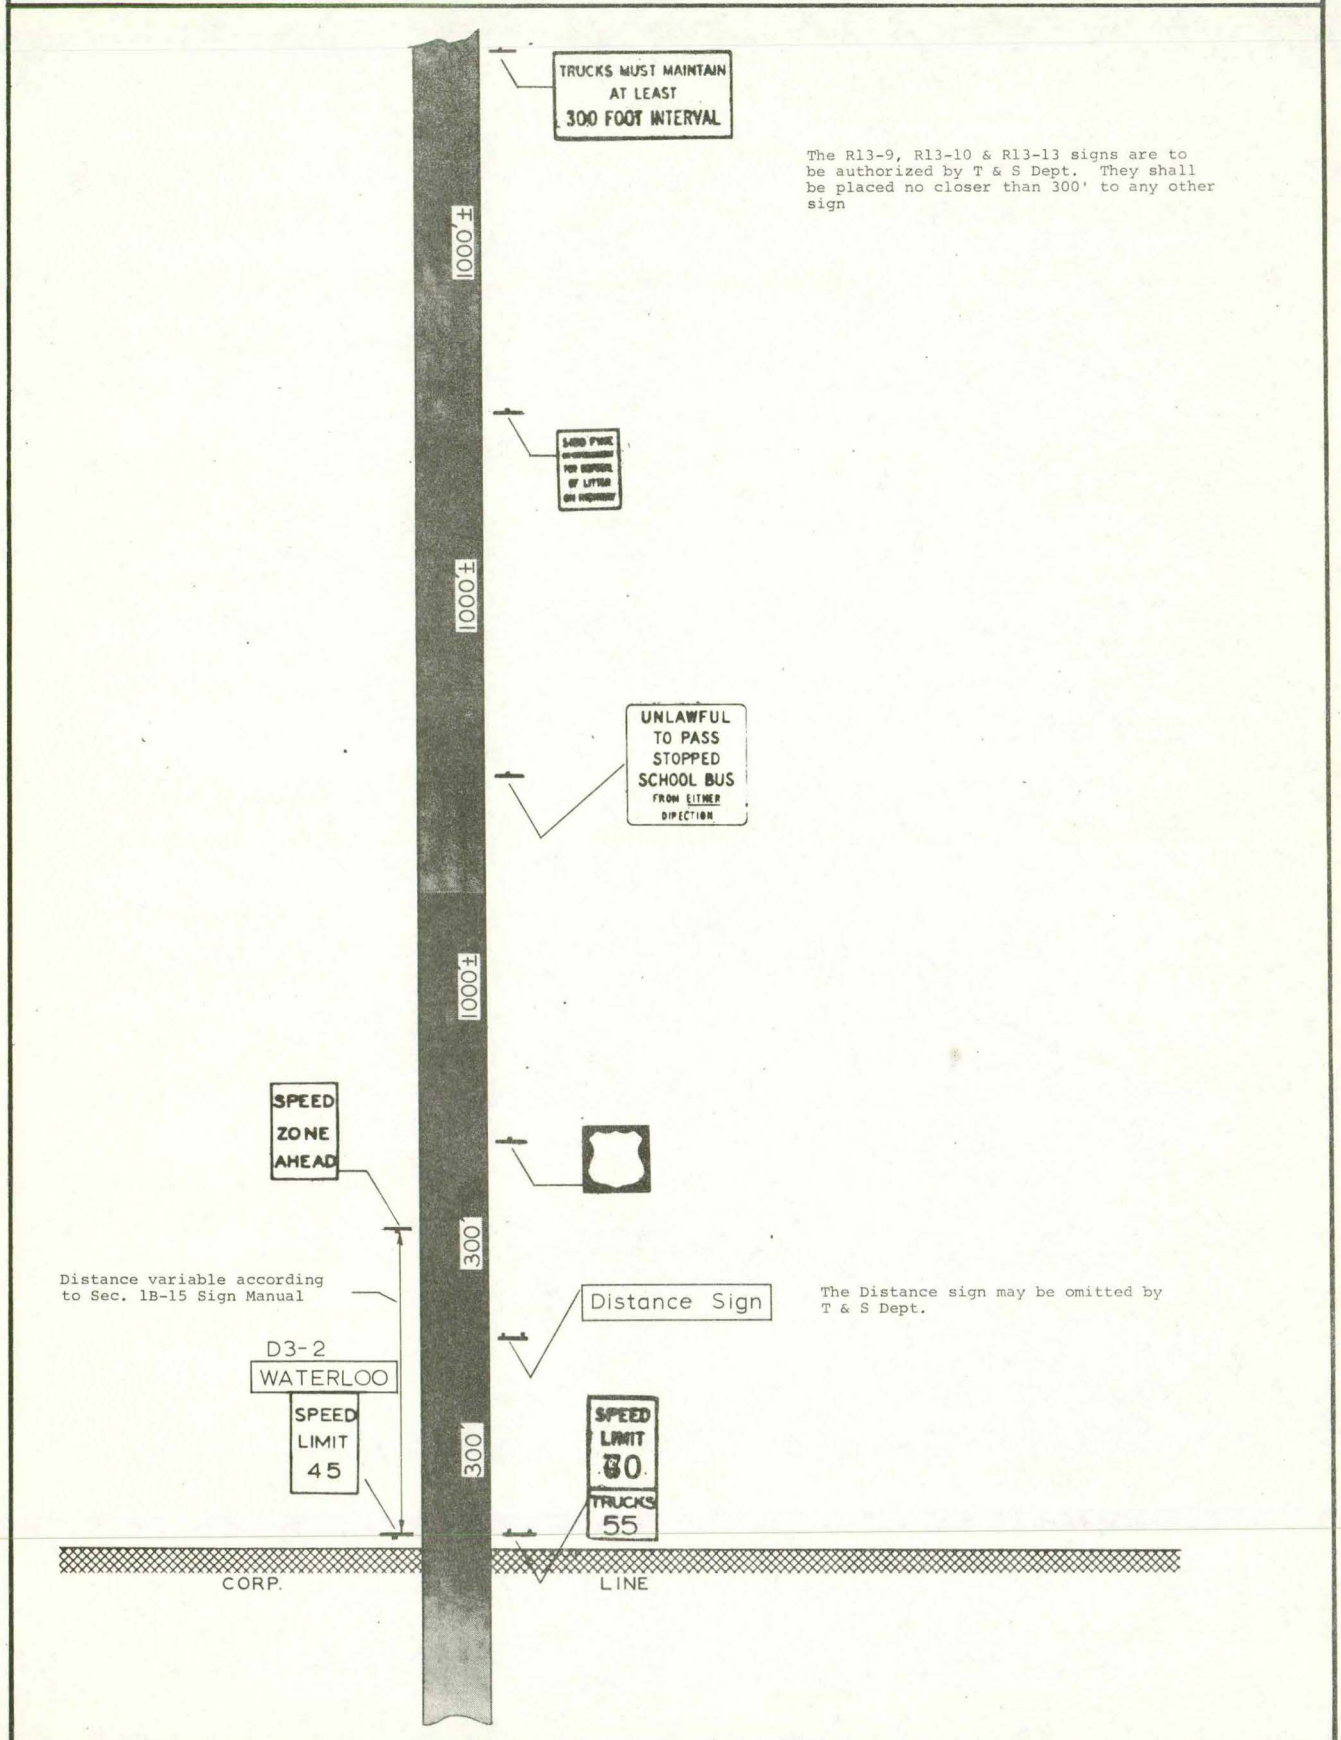 TRUCKS MUST MAINTAIN
AT LEAST
300 FOOT INTERVAL
The R13-9, R13-10 & R13-13 signs are to
be authorized by T & S Dept. They shall
be placed no closer than 300' to any other
sign
1000'±
OF LITTER
ON HIGHWAY
1000'±
UNLAWFUL
TO PASS
STOPPED
SCHOOL BUS
FROM EITHER
DIRECTION
1000'±
SPEED
ZONE
AHEAD
300'
Distance variable according
to Sec. 1B-15 Sign Manual
Distance Sign
The Distance sign may be omitted by
T & S Dept.
D3-2
WATERLOO
SPEED
LIMIT
45
300'
SPEED
LIMIT
TRUCKS
55
CORP.
LINE